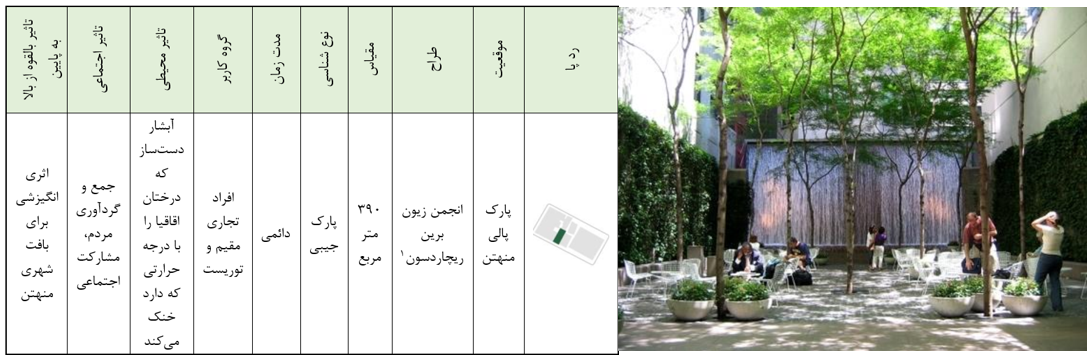 رد پا
موقعیت
طراح
مقیاس
نوع شناسی
مدت زمان
گروه کاربر
تاثیر محیطی
تاثیر اجتماعی
تاثیر بالقوه از بالا
به پایین
پارک
پالی
منهتن
انجمن زیون
برین
ریچاردسون۱
۳۹۰
متر
مربع
پارک
جیبی
دائمی
افراد
تجاری
مقیم و
توریست
آبشار
دست‌ساز
که
درختان
اقاقیا را
با درجه
حرارتی
که دارد
خنک
می‌کند
جمع و
گردآوری
مردم،
مشارکت
اجتماعی
اثری
انگیزشی
برای
بافت
شهری
منهتن